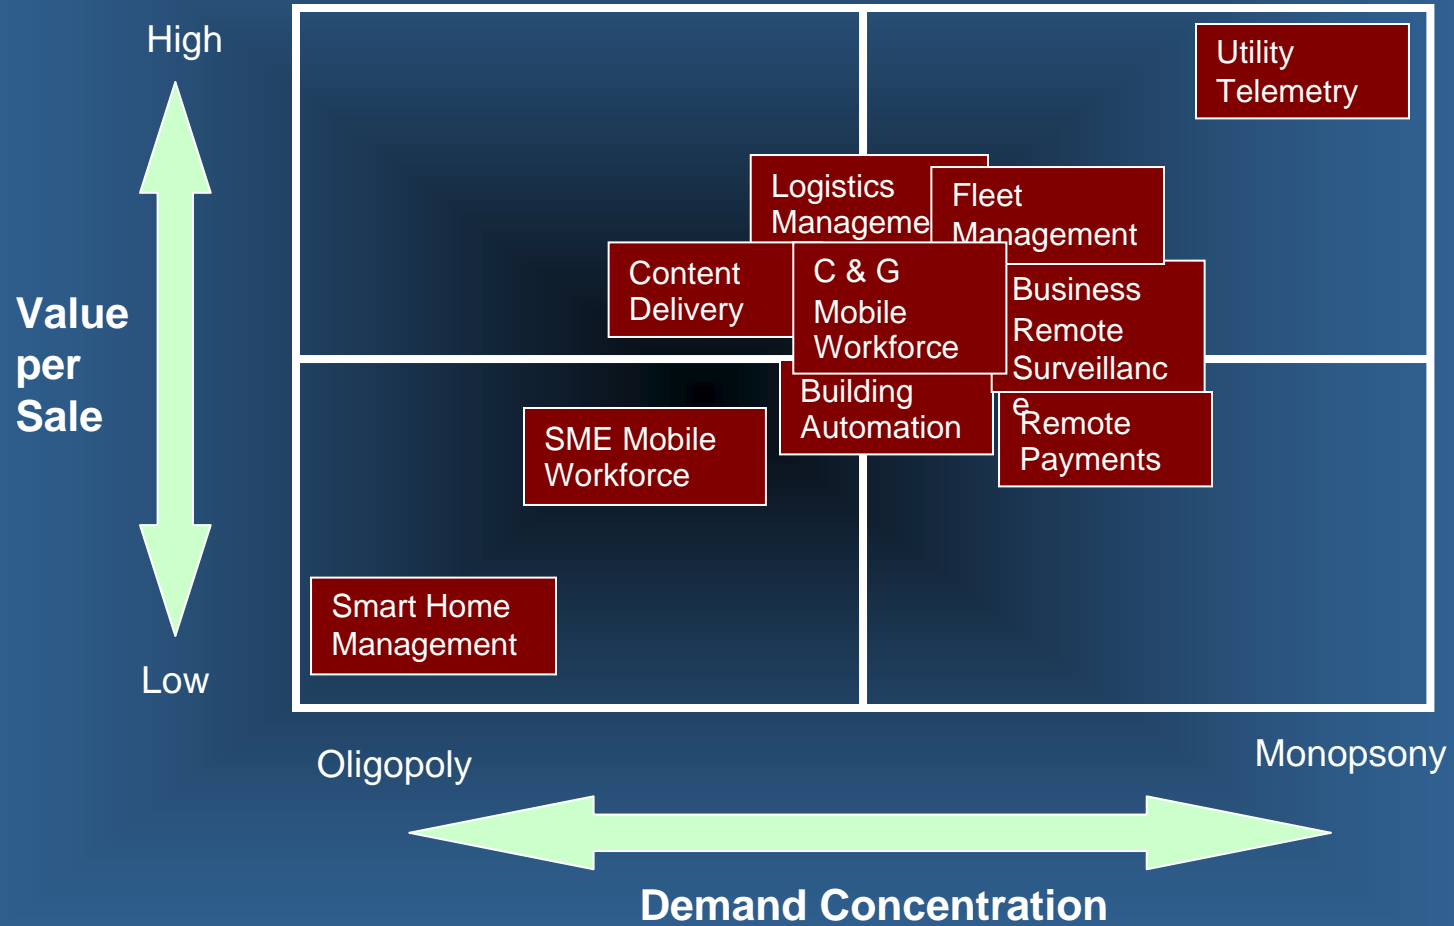 High
Utility
Telemetry
Logistics
Manageme
Fleet
Management
Content
Delivery
C & G
Mobile
Workforce
Business
Remote
Surveillanc
e
Value
per
Sale
Building
Automation
Remote
Payments
SME Mobile
Workforce
Smart Home
Management
Low
Oligopoly
Monopsony
Demand Concentration